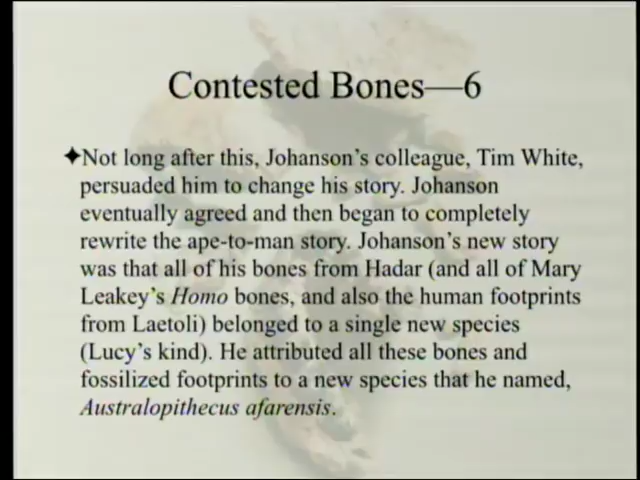 Contested Bones—6
✦Not long after this, Johanson's colleague, Tim White,
persuaded him to change his story. Johanson
eventually agreed and then began to completely
rewrite the ape-to-man story. Johanson's new story
was that all of his bones from Hadar (and all of Mary
Leakey's Homo bones, and also the human footprints
from Laetoli) belonged to a single new species
(Lucy's kind). He attributed all these bones and
fossilized footprints to a new species that he named,
Australopithecus afarensis.